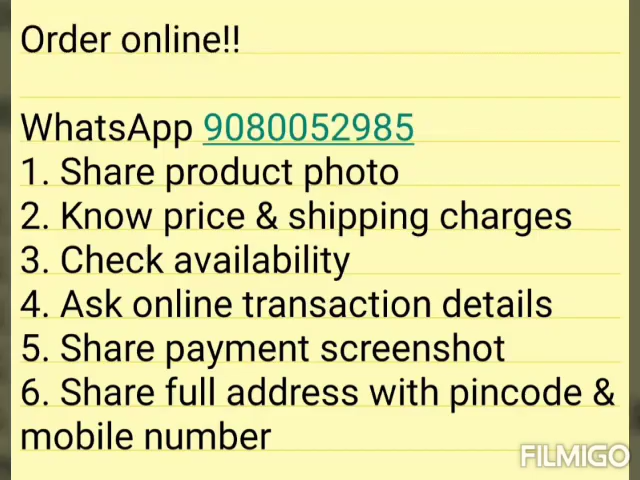 Order online!!
WhatsApp 9080052985
1. Share product photo
2. Know price & shipping charges
3. Check availability
4. Ask online transaction details
5. Share payment screenshot
6. Share full address with pincode &
mobile number
FILMIGO